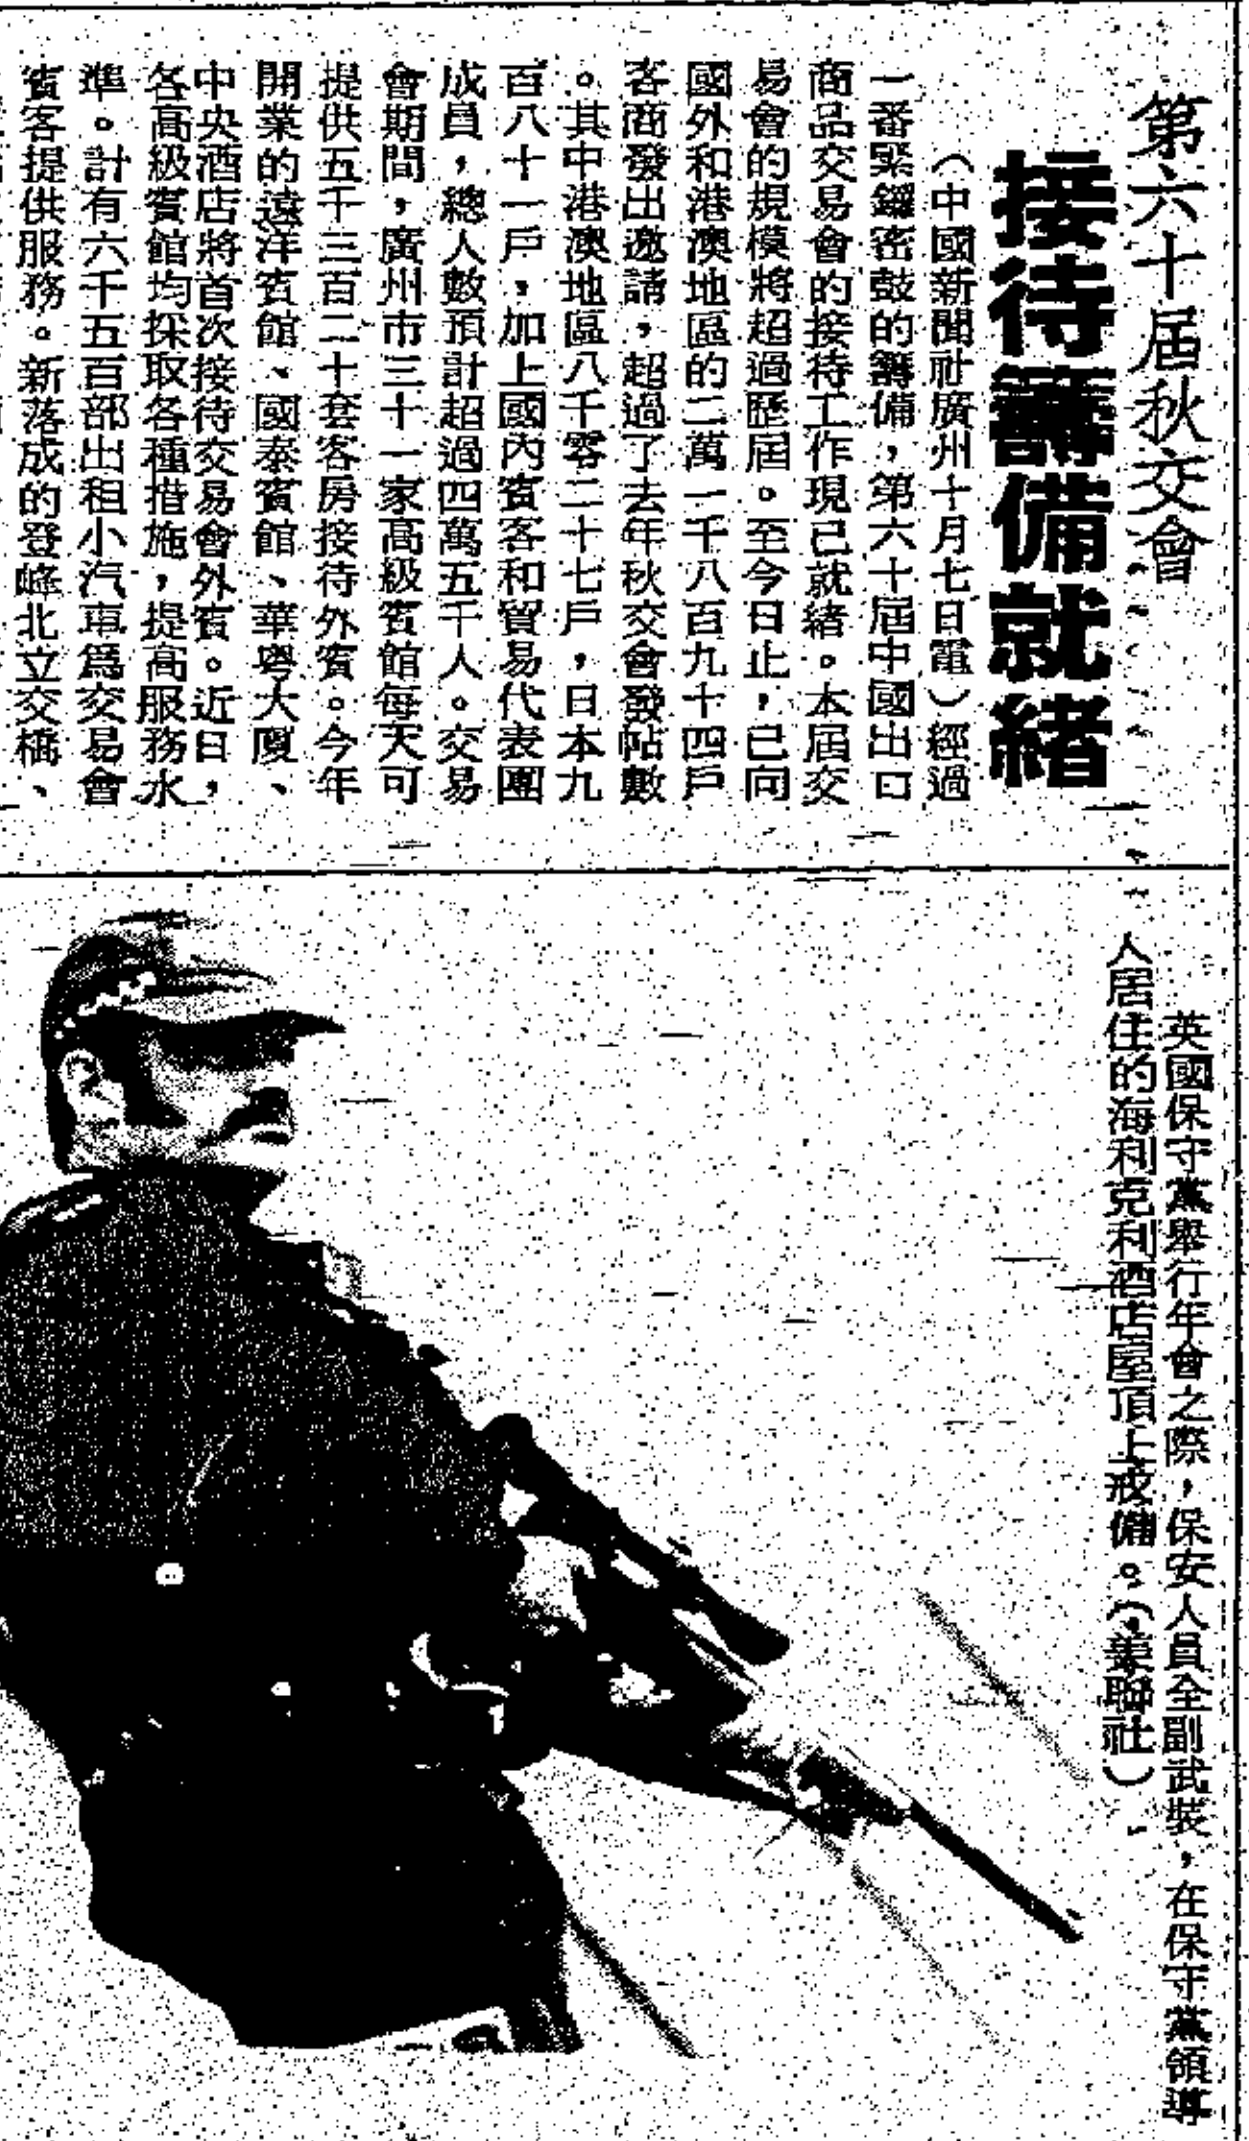 第六十屆秋交會
接待籌備就緒
（中國新聞社廣州十月七日電）經過
一番緊鑼密鼓的籌備，第六十屆中國出口
商品交易會的接待工作現已就緒。本屆交
易會的規模將超過歷屆。至今日止，已向
國外和港澳地區的二萬一千八百九十四戶
客商發出邀請，超過了去年秋交會發帖數
。其中港澳地區八千零二十七戶，日本九
百八十一戶，加上國內賓客和貿易代表團
成員，總人數預計超過四萬五千人。交易
會期間，廣州市三十一家高級賓館每天可
提供五千三百二十套客房接待外賓。今年
開業的遠洋賓館、國泰賓館、華粵大廈、
中央酒店將首次接待交易會外賓。近日，
各高級賓館均採取各種措施，提高服務水
準。計有六千五百部出租小汽車爲交易會
賓客提供服務。新落成的登峰北立交橋、
英國保守黨舉行年會之際，保安人員全副武裝，在保守黨領導
人居住的海利克利酒店屋頂上戒備。（美聯社）